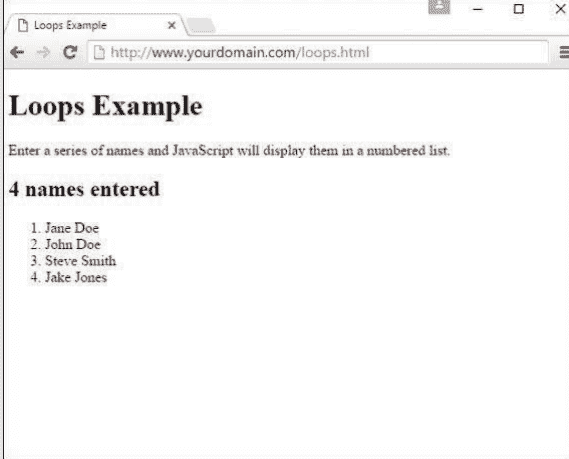 Loops Example
http://www.yourdomain.com/loops.html
Loops Example
Enter a series of names and JavaScript will display them in a numbered list.
4 names entered
1. Jane Doe
2. John Doe
3. Steve Smith
4. Jake Jones